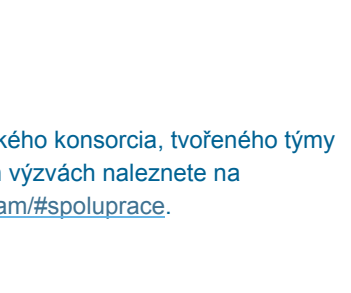 kého konsorcia, tvořeného týmy
výzvách naleznete na
am/#spoluprace.